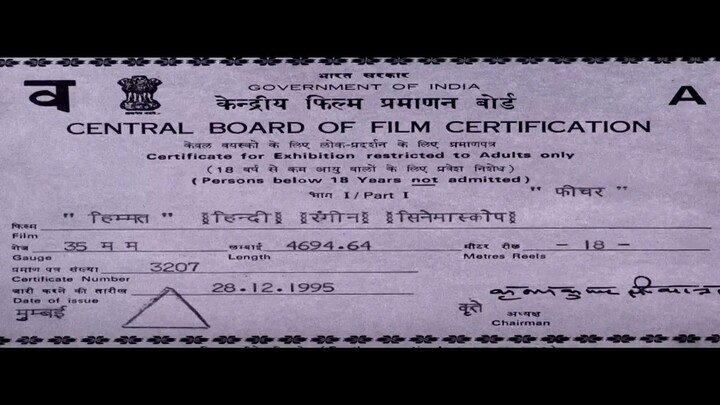 भारत सरकार
व GOVERNMENT OF INDIA A
केन्द्रीय फिल्म प्रमाणन बोर्ड
CENTRAL BOARD OF FILM CERTIFICATION
केवल वयस्कों के लिए लोक-प्रदर्शन के लिए प्रमाणपत्र
Certificate for Exhibition restricted to Adults only
(18 वर्ष से कम आयु वालों के लिए प्रवेश निषेध)
(Persons below 18 Years not admitted)
भाग I/Part I " फीचर "
फिल्म " हिम्मत " हिन्दी रंगीन सिनेमास्कोप
Film
गेज 35 म म लम्बाई 4694.64 मीटर रीलें - 18 -
Gauge Length Metres Reels
प्रमाण पत्र संख्या 3207
Certificate Number
जारी करने की तारीख 28.12.1995
Date of issue
मुम्बई कृते अध्यक्ष
Chairman